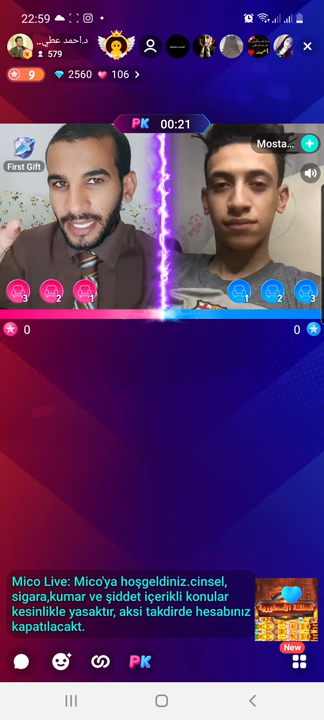 22:59
د.احمد عطي..
579
9
2560
106
PK 00:21
First Gift
Mosta...
3 2 1
1 2 3
0
0
Mico Live: Mico'ya hoşgeldiniz.cinsel,
sigara,kumar ve şiddet içerikli konular
kesinlikle yasaktır, aksi takdirde hesabınız
kapatılacakt.
New
PK